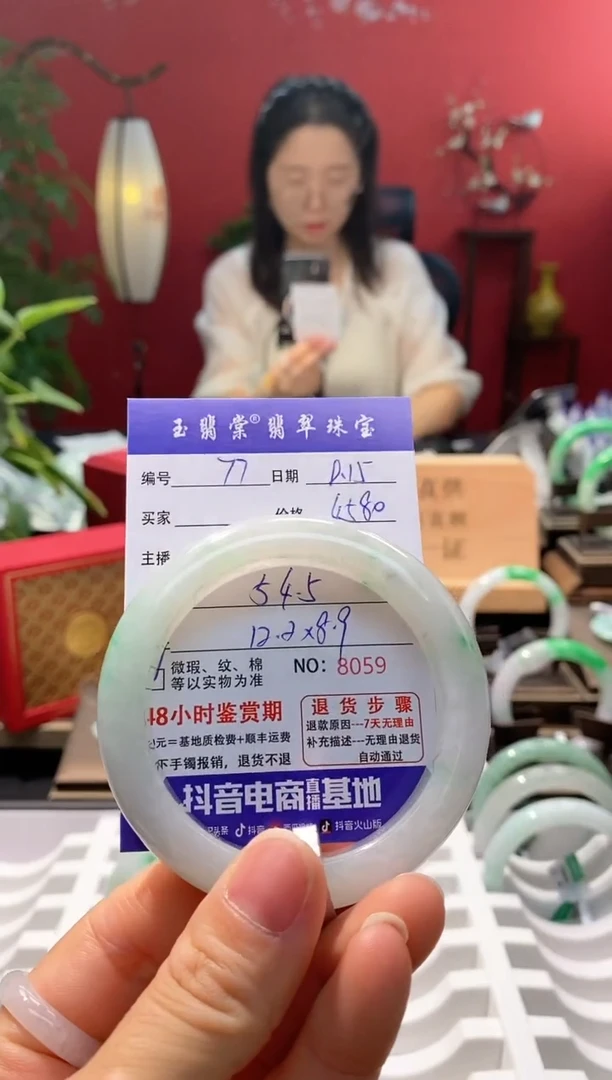 玉翡棠®翡翠珠宝
编号 77 日期 P.15
买家 价格 4580
主播
54.5
12.2×8.9
微瑕、纹、棉 NO: 8059
等以实物为准
48小时鉴赏期
元=基地质检费+顺丰运费
不手镯报销，退货不退
退货步骤
退款原因---7天无理由
补充描述---无理由退货
自动通过
抖音电商直播基地
抖音 抖音火山版
证